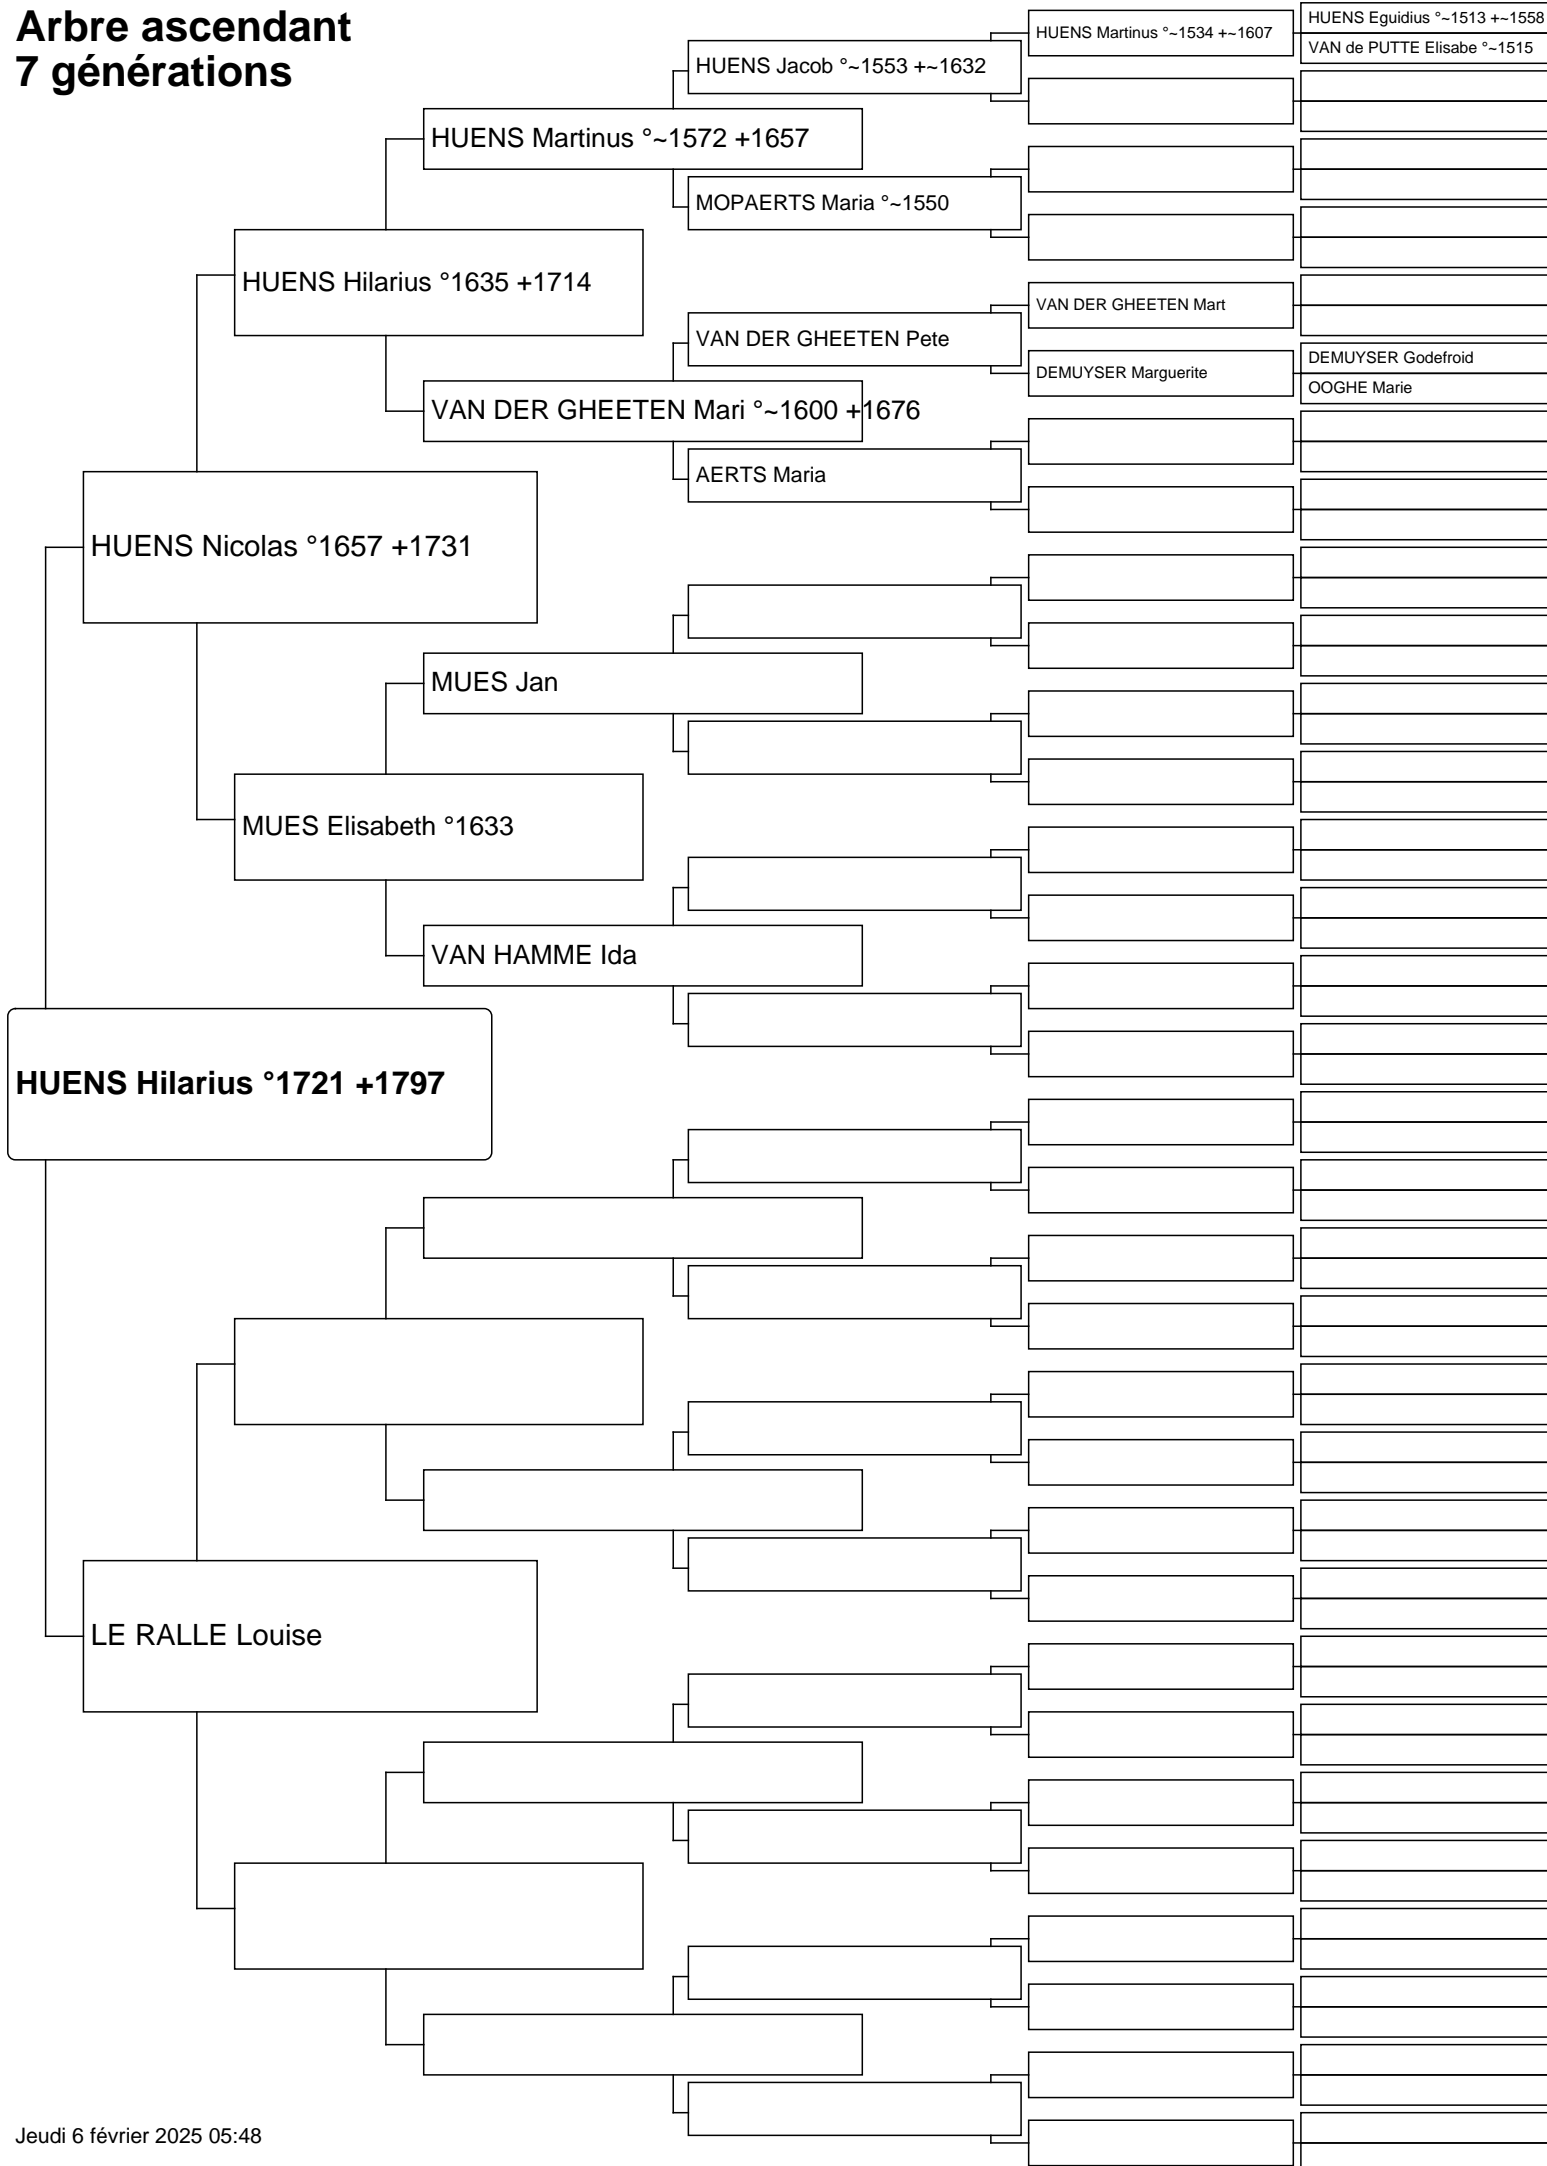 Arbre ascendant
7 générations
HUENS Eguidius °~1513 +~1558
HUENS Martinus °~1534 +~1607
VAN de PUTTE Elisabe °~1515
HUENS Jacob °~1553 +~1632
HUENS Martinus °~1572 +1657
MOPAERTS Maria °~1550
HUENS Hilarius °1635 +1714
VAN DER GHEETEN Mart
VAN DER GHEETEN Pete
DEMUYSER Godefroid
DEMUYSER Marguerite
OOGHE Marie
VAN DER GHEETEN Mari °~1600 +1676
AERTS Maria
HUENS Nicolas °1657 +1731
MUES Jan
MUES Elisabeth °1633
VAN HAMME Ida
HUENS Hilarius °1721 +1797
LE RALLE Louise
Jeudi 6 février 2025 05:48